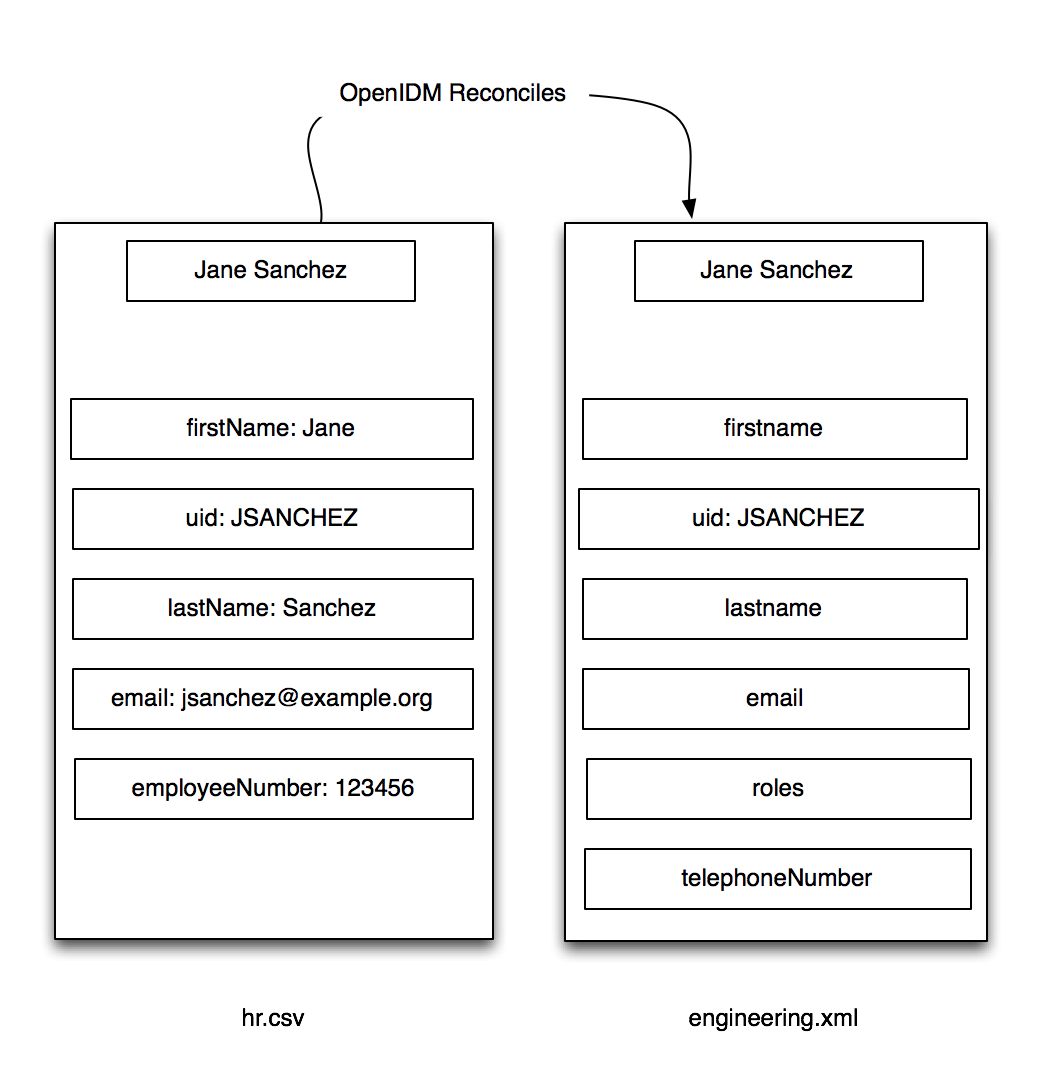 OpenIDM Reconciles
Jane Sanchez
firstName: Jane
uid: JSANCHEZ
lastName: Sanchez
email: jsanchez@example.org
employeeNumber: 123456
hr.csv
Jane Sanchez
firstname
uid: JSANCHEZ
lastname
email
roles
telephoneNumber
engineering.xml